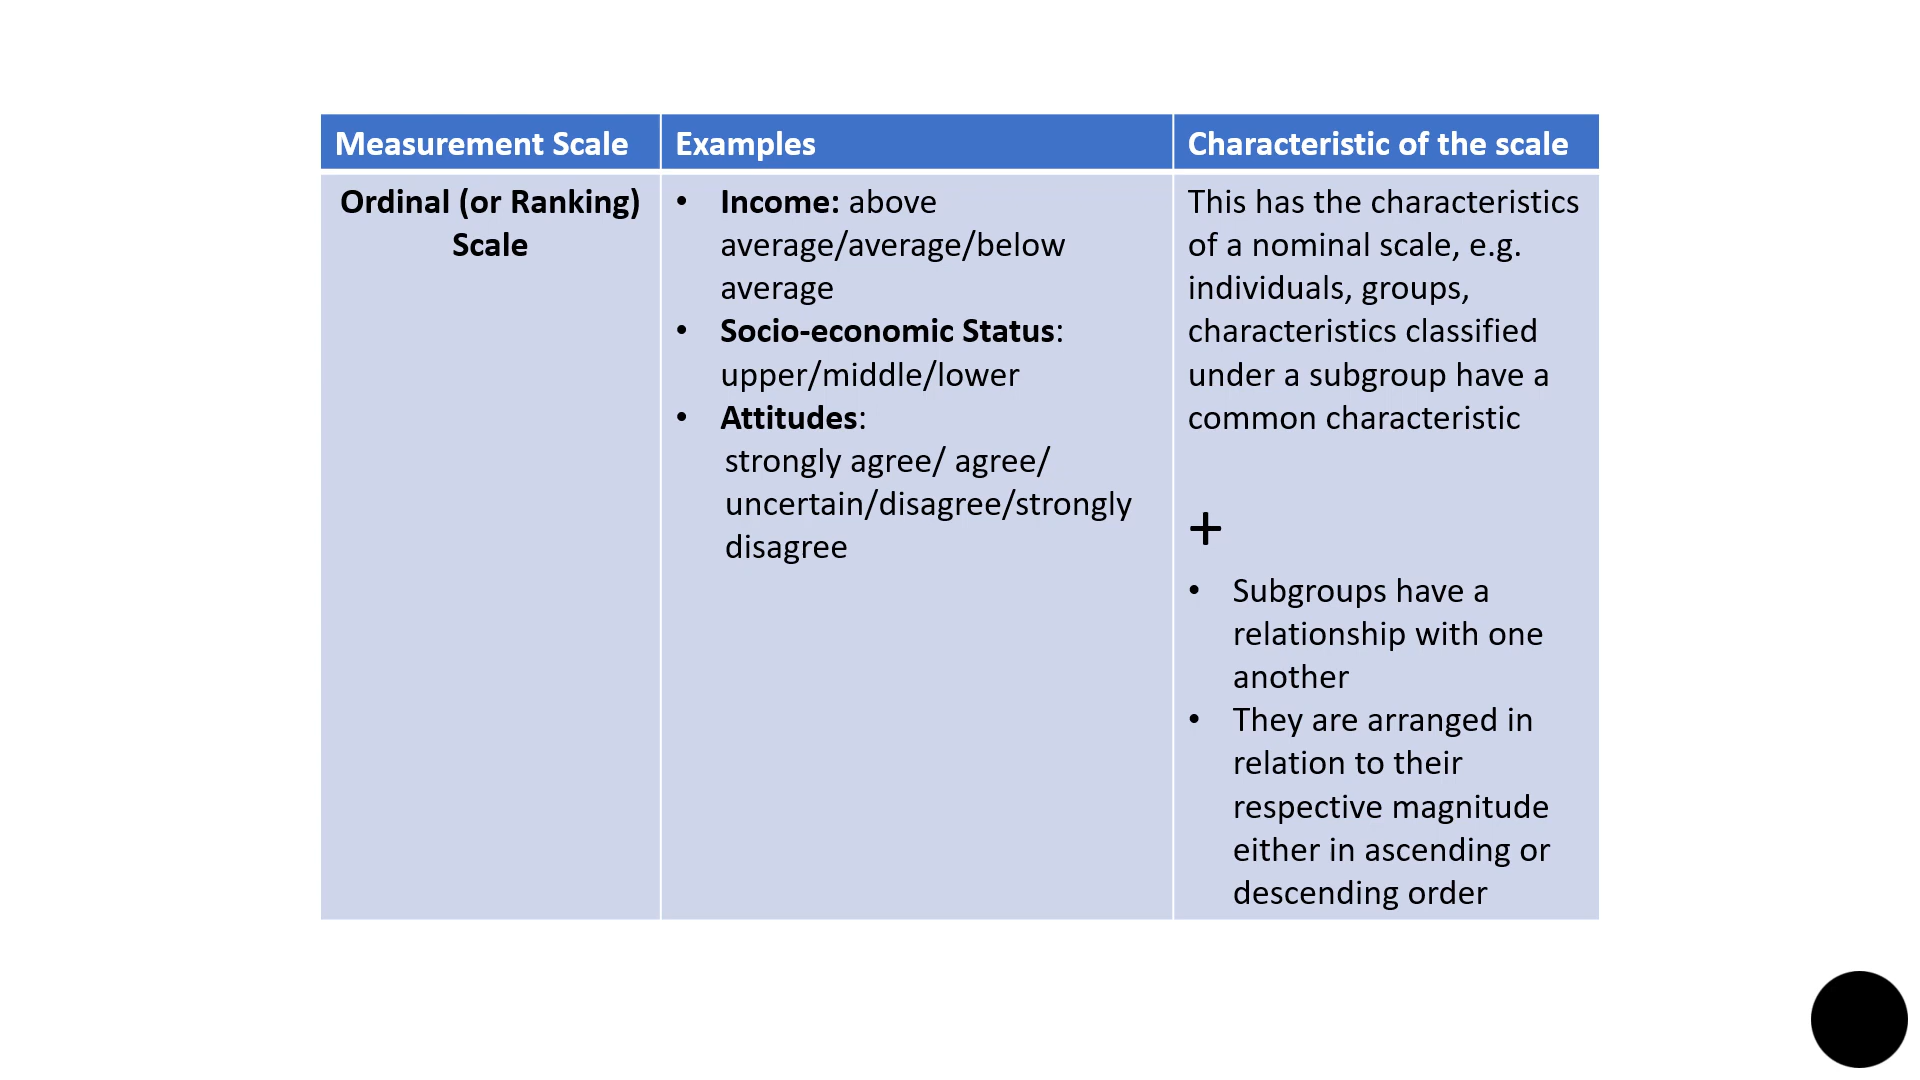 Measurement Scale
Examples
Characteristic of the scale
Ordinal (or Ranking)
Scale
• Income: above
average/average/below
average
• Socio-economic Status:
upper/middle/lower
• Attitudes:
strongly agree/ agree/
uncertain/disagree/strongly
disagree
This has the characteristics
of a nominal scale, e.g.
individuals, groups,
characteristics classified
under a subgroup have a
common characteristic
+
• Subgroups have a
relationship with one
another
• They are arranged in
relation to their
respective magnitude
either in ascending or
descending order